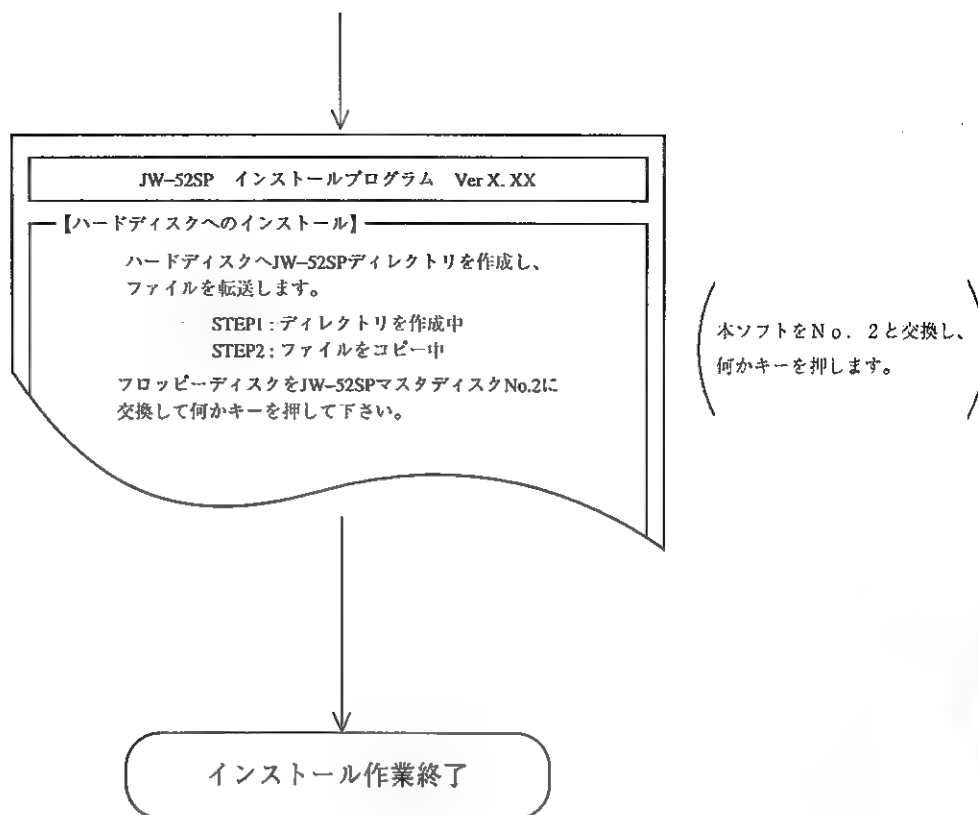 JW–52SP インストールプログラム Ver X. XX
【ハードディスクへのインストール】
ハードディスクへJW–52SPディレクトリを作成し、
ファイルを転送します。
STEP1 : ディレクトリを作成中
STEP2 : ファイルをコピー中
フロッピーディスクをJW–52SPマスタディスクNo.2に
交換して何かキーを押して下さい。
本ソフトをNo. 2と交換し、
何かキーを押します。
インストール作業終了